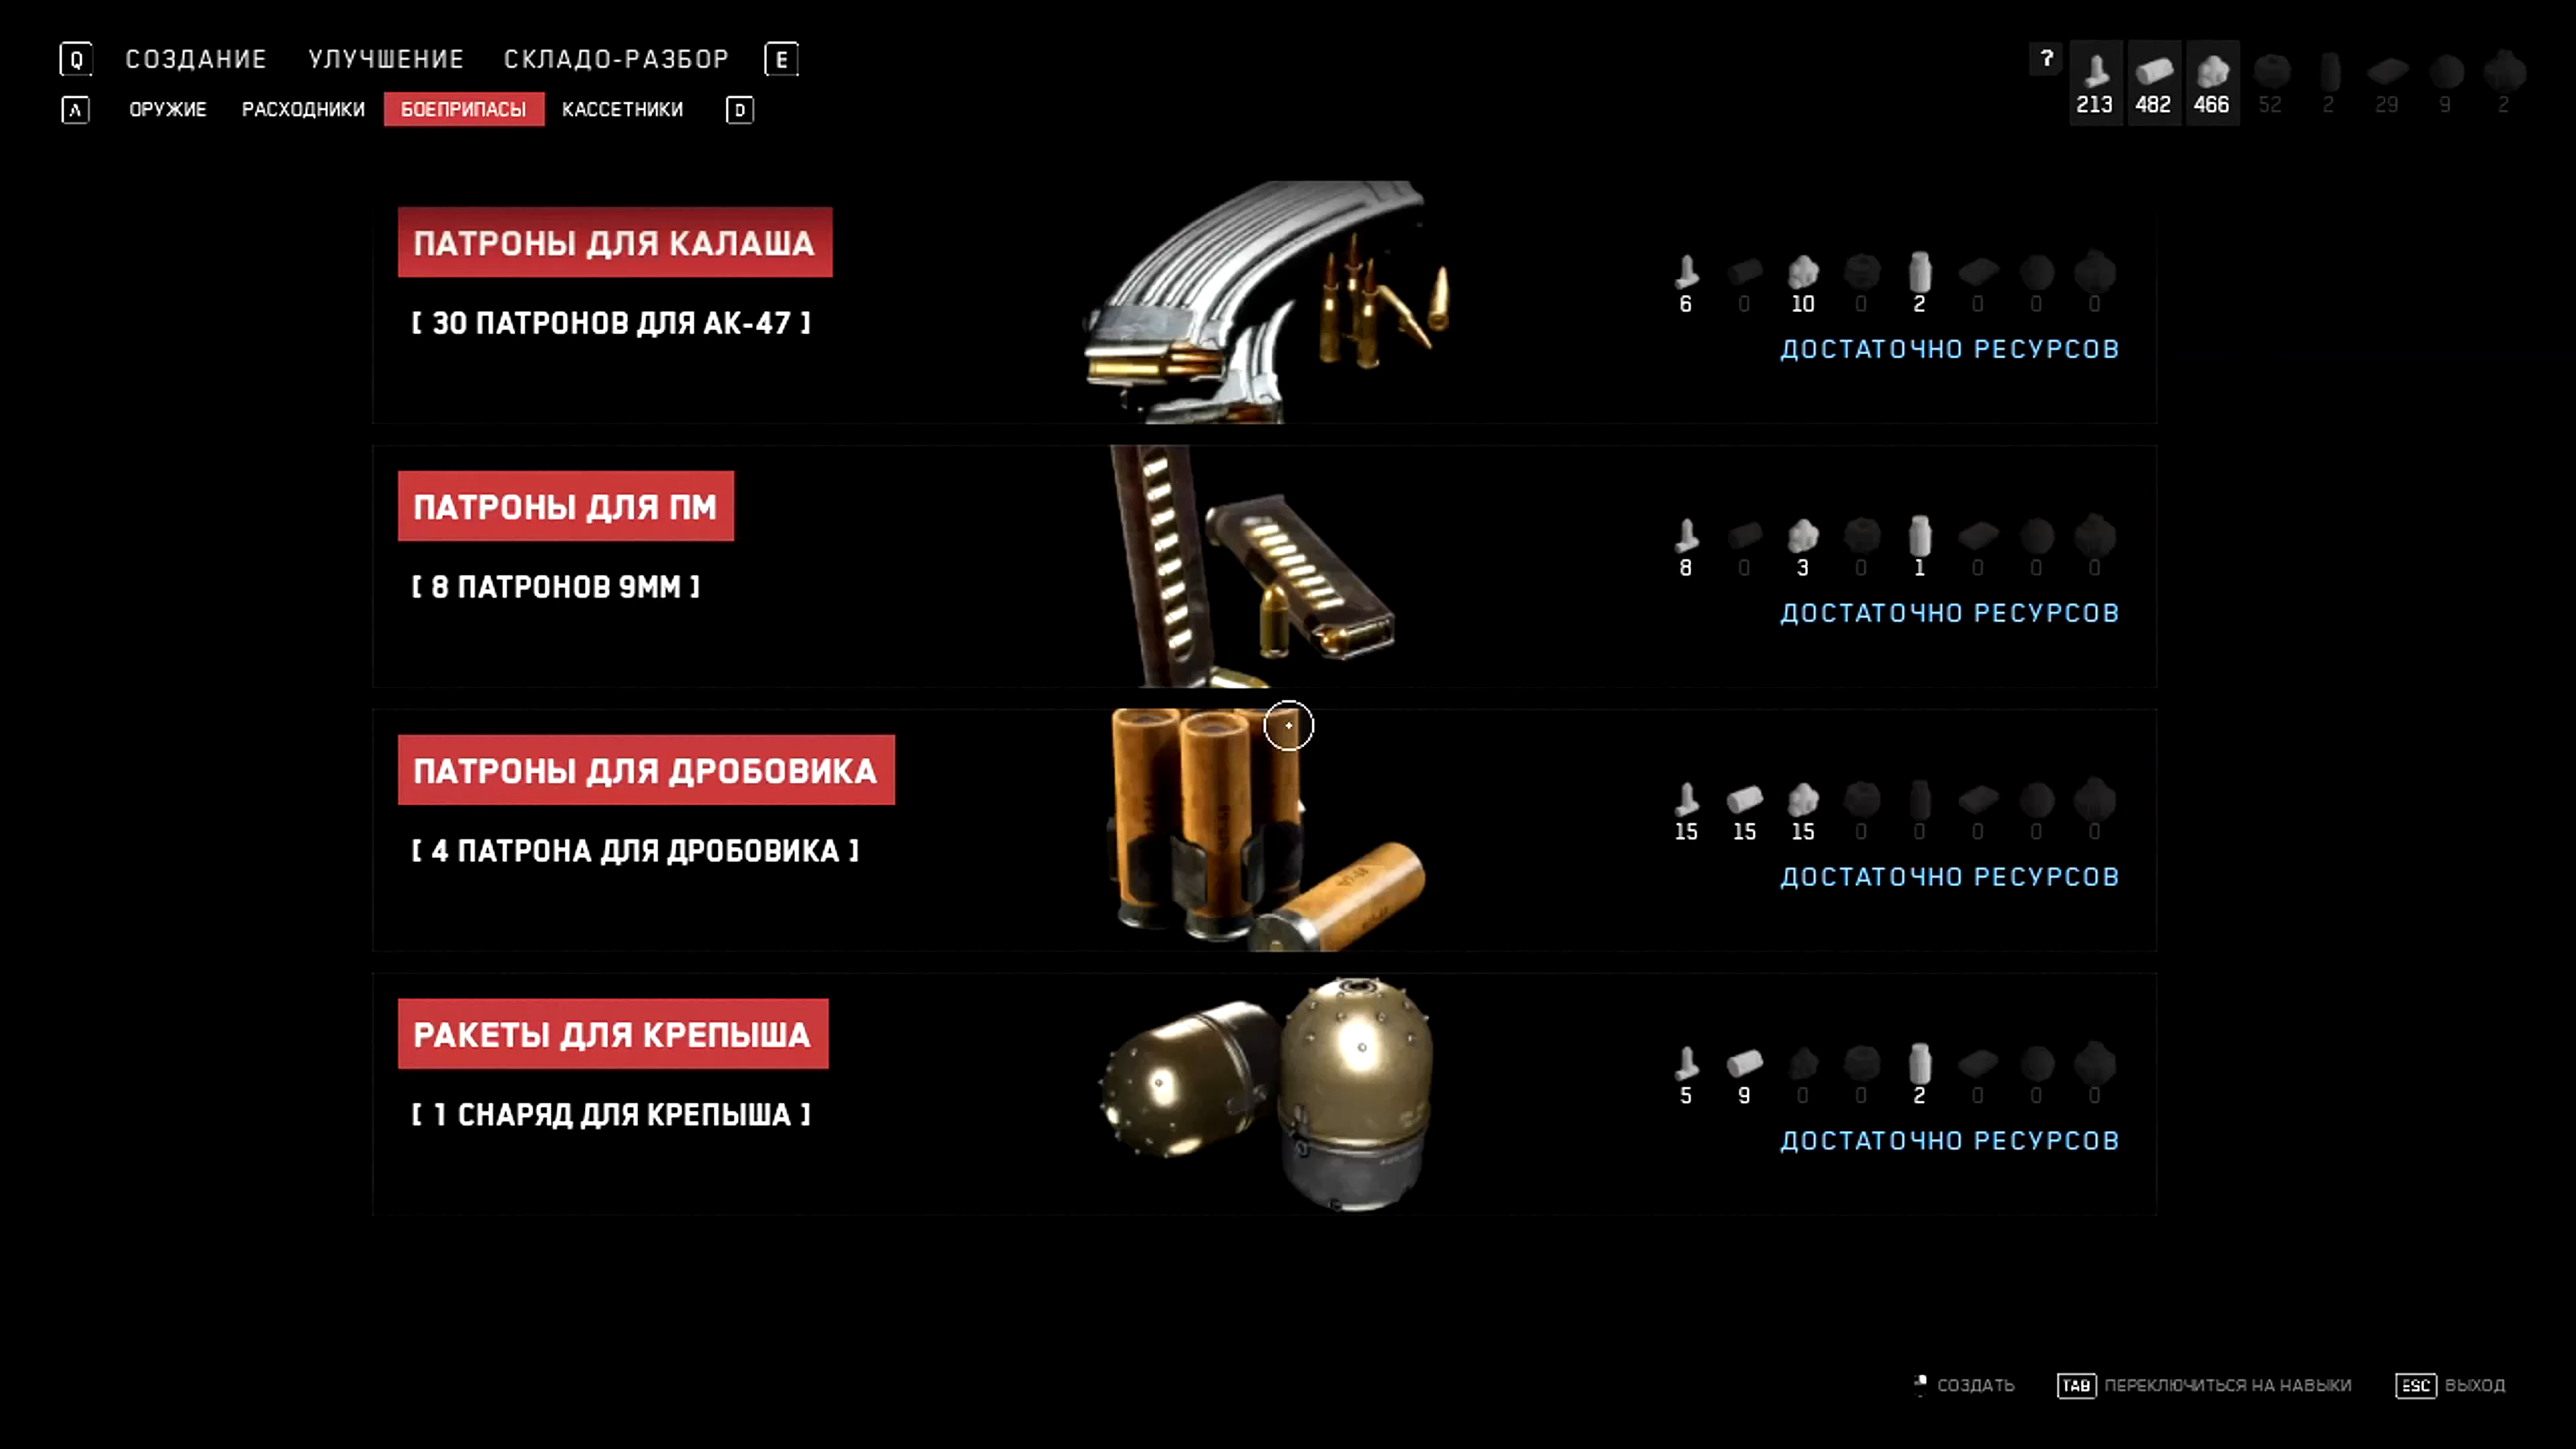 Q СОЗДАНИЕ УЛУЧШЕНИЕ СКЛАДО-РАЗБОР E
A ОРУЖИЕ РАСХОДНИКИ БОЕПРИПАСЫ КАССЕТНИКИ D
?
213 482 466 52 2 29 9 2
ПАТРОНЫ ДЛЯ КАЛАША
[ 30 ПАТРОНОВ ДЛЯ АК-47 ]
6 0 10 0 2 0 0 0
ДОСТАТОЧНО РЕСУРСОВ
ПАТРОНЫ ДЛЯ ПМ
[ 8 ПАТРОНОВ 9ММ ]
8 0 3 0 1 0 0 0
ДОСТАТОЧНО РЕСУРСОВ
ПАТРОНЫ ДЛЯ ДРОБОВИКА
[ 4 ПАТРОНА ДЛЯ ДРОБОВИКА ]
15 15 15 0 0 0 0 0
ДОСТАТОЧНО РЕСУРСОВ
РАКЕТЫ ДЛЯ КРЕПЫША
[ 1 СНАРЯД ДЛЯ КРЕПЫША ]
5 9 0 0 2 0 0 0
ДОСТАТОЧНО РЕСУРСОВ
СОЗДАТЬ TAB ПЕРЕКЛЮЧИТЬСЯ НА НАВЫКИ ESC ВЫХОД